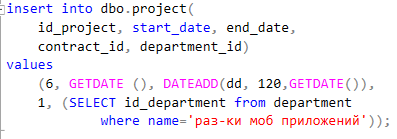 insert into dbo.project(
id_project, start_date, end_date,
contract_id, department_id)
values
(6, GETDATE (), DATEADD(dd, 120,GETDATE()),
1, (SELECT id_department from department
where name='раз-ки моб приложений'));